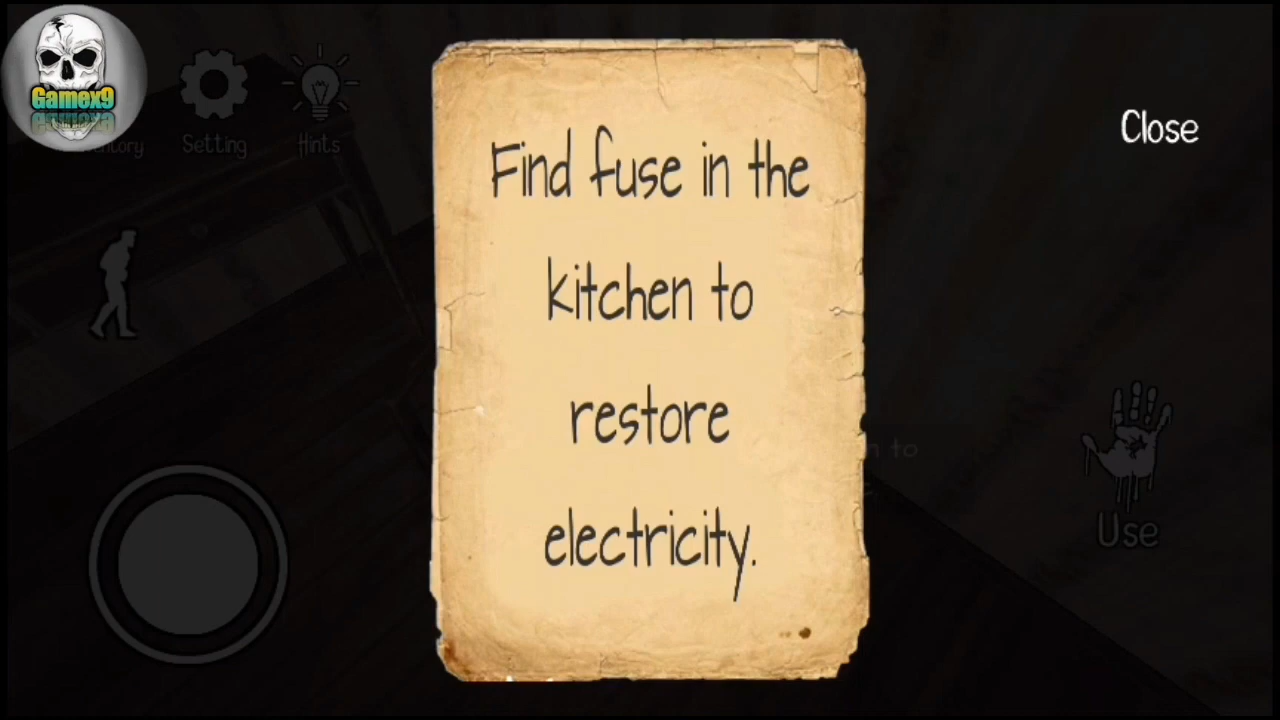 Gamex9
Setting
Hints
Close
Find fuse in the
kitchen to
restore
electricity.
Use